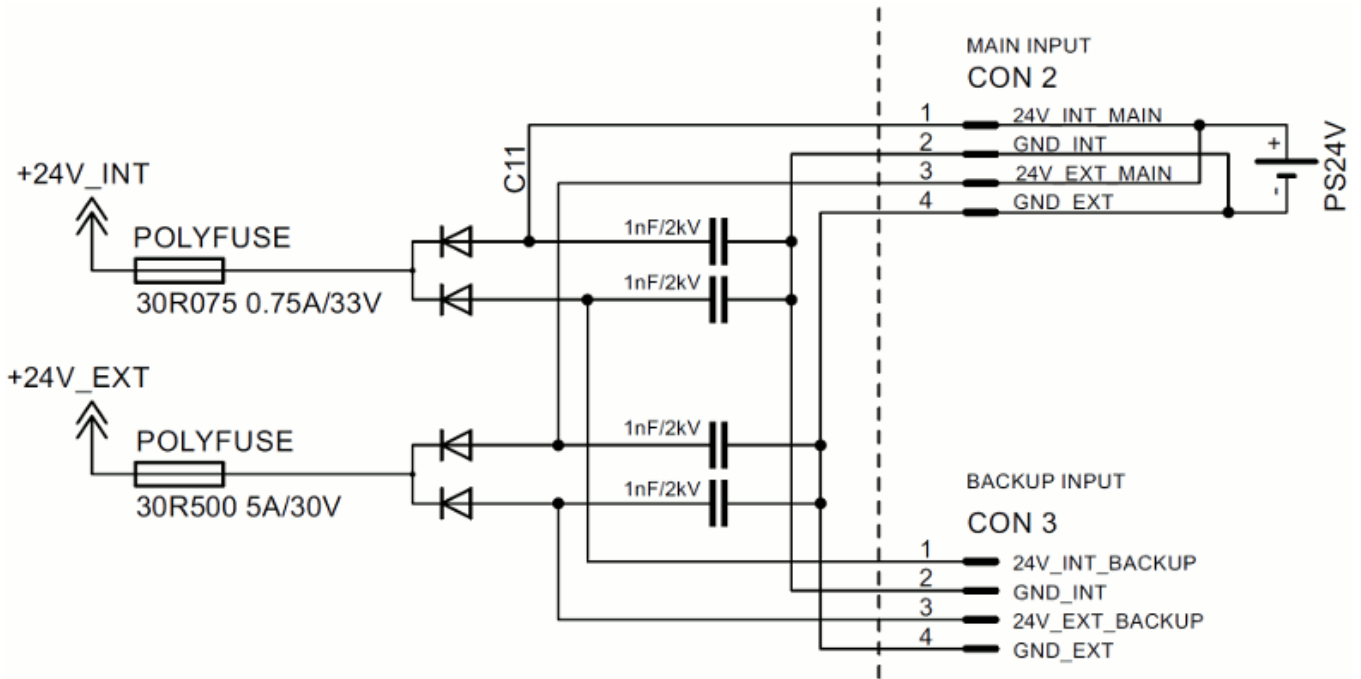 MAIN INPUT
CON 2
1 24V_INT_MAIN
2 GND_INT
3 24V_EXT_MAIN
4 GND_EXT
+
-
PS24V
C11
+24V_INT
POLYFUSE
30R075 0.75A/33V
1nF/2kV
1nF/2kV
+24V_EXT
POLYFUSE
30R500 5A/30V
1nF/2kV
1nF/2kV
BACKUP INPUT
CON 3
1 24V_INT_BACKUP
2 GND_INT
3 24V_EXT_BACKUP
4 GND_EXT